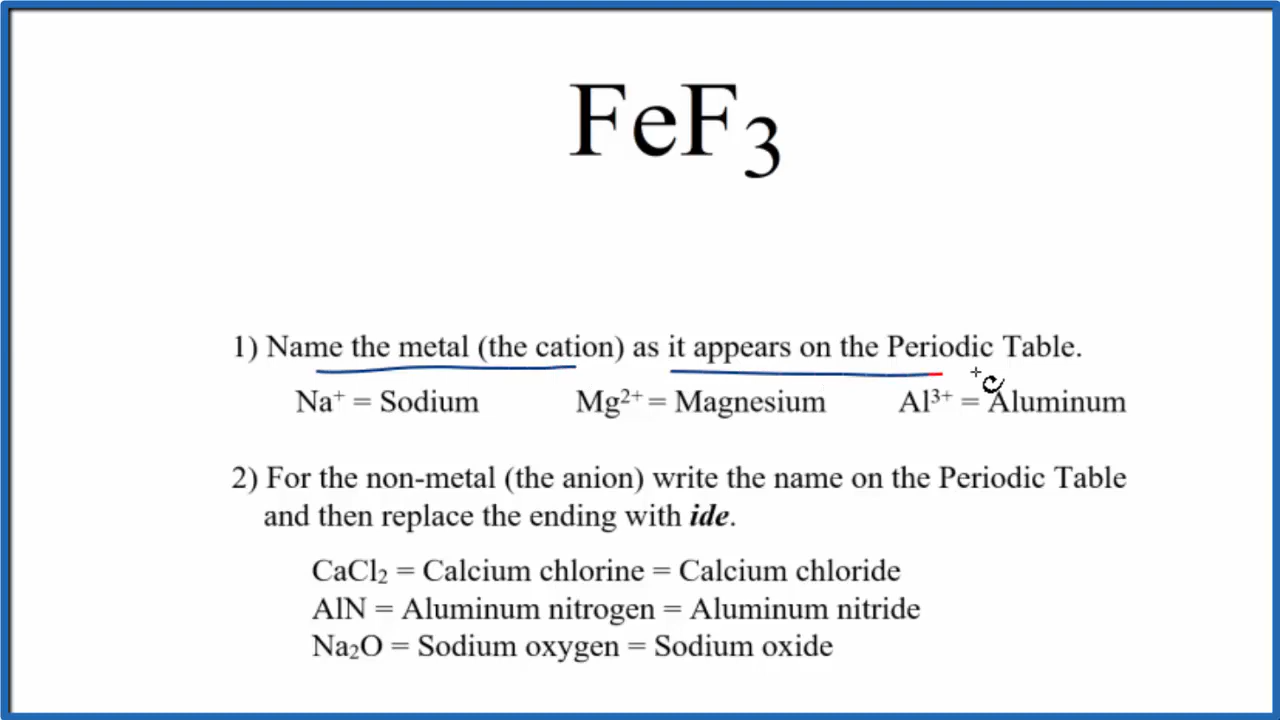 FeF₃
1) Name the metal (the cation) as it appears on the Periodic Table.
Na⁺ = Sodium Mg²⁺ = Magnesium Al³⁺ = Aluminum
2) For the non-metal (the anion) write the name on the Periodic Table
and then replace the ending with ide.
CaCl₂ = Calcium chlorine = Calcium chloride
AlN = Aluminum nitrogen = Aluminum nitride
Na₂O = Sodium oxygen = Sodium oxide